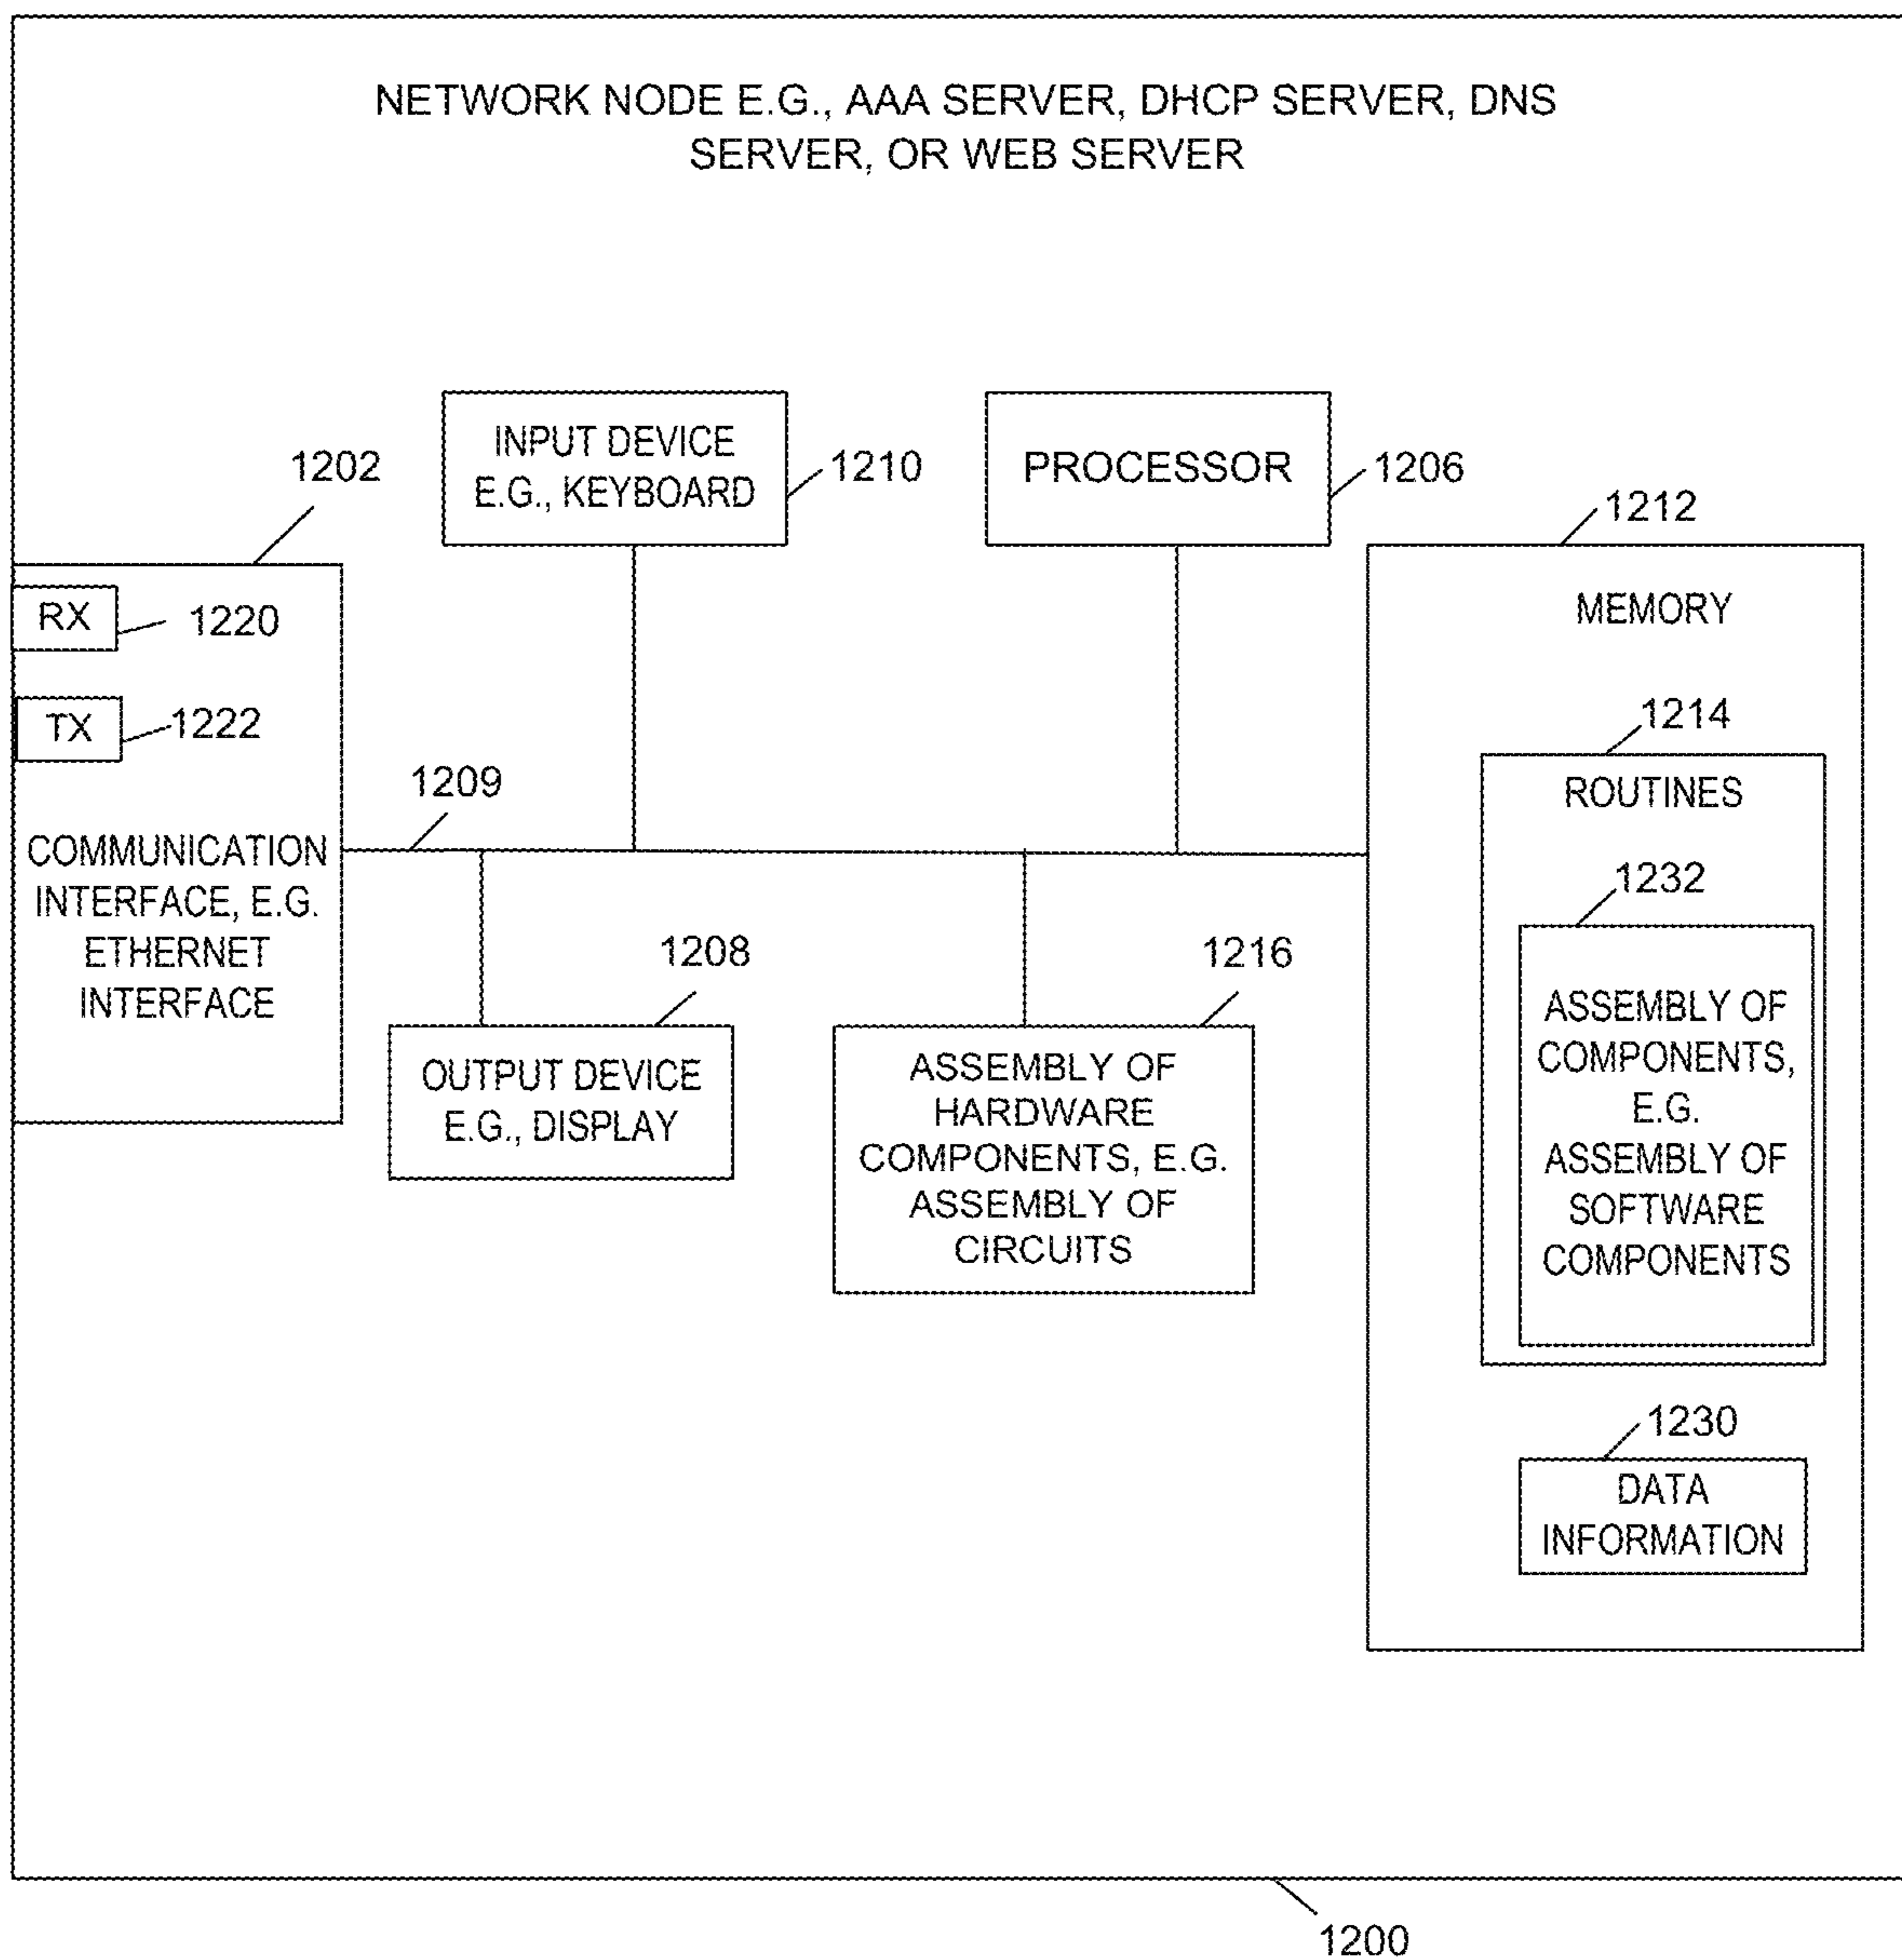 NETWORK NODE E.G., AAA SERVER, DHCP SERVER, DNS
SERVER, OR WEB SERVER
1202
INPUT DEVICE
E.G., KEYBOARD
1210
PROCESSOR
1206
1212
RX
1220
TX
1222
COMMUNICATION
INTERFACE, E.G.
ETHERNET
INTERFACE
1209
MEMORY
1214
ROUTINES
1232
ASSEMBLY OF
COMPONENTS,
E.G.
ASSEMBLY OF
SOFTWARE
COMPONENTS
1208
OUTPUT DEVICE
E.G., DISPLAY
1216
ASSEMBLY OF
HARDWARE
COMPONENTS, E.G.
ASSEMBLY OF
CIRCUITS
1230
DATA
INFORMATION
1200